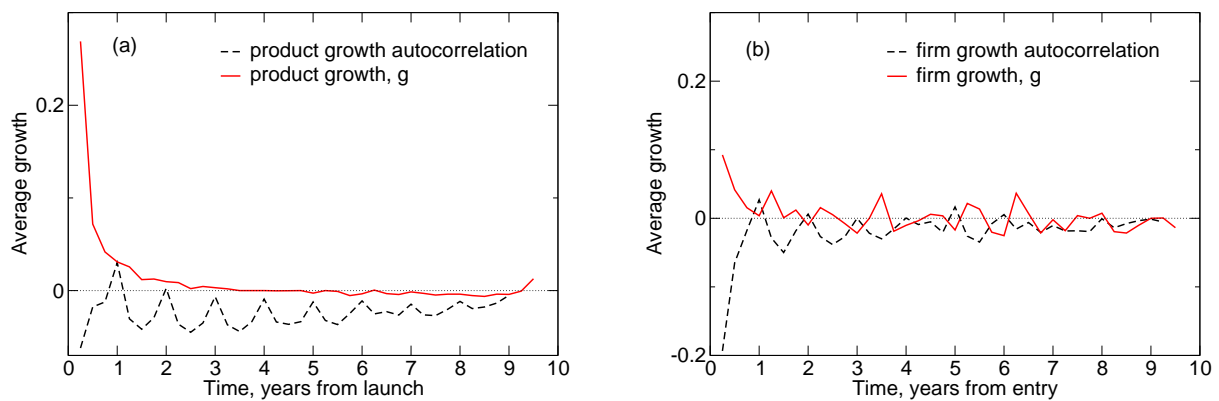 (a)
product growth autocorrelation
product growth, g
0.2
0
Average growth
0 1 2 3 4 5 6 7 8 9 10
Time, years from launch
(b)
firm growth autocorrelation
firm growth, g
0.2
0
-0.2
Average growth
0 1 2 3 4 5 6 7 8 9 10
Time, years from entry